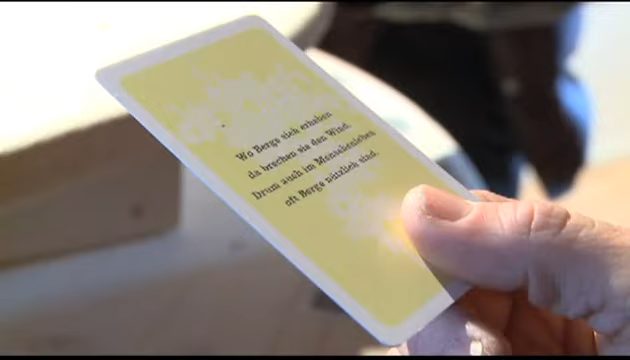 Wo Berge sich erheben
da brechen sie den Wind.
Drum auch im Menschenleben
oft Berge nützlich sind.